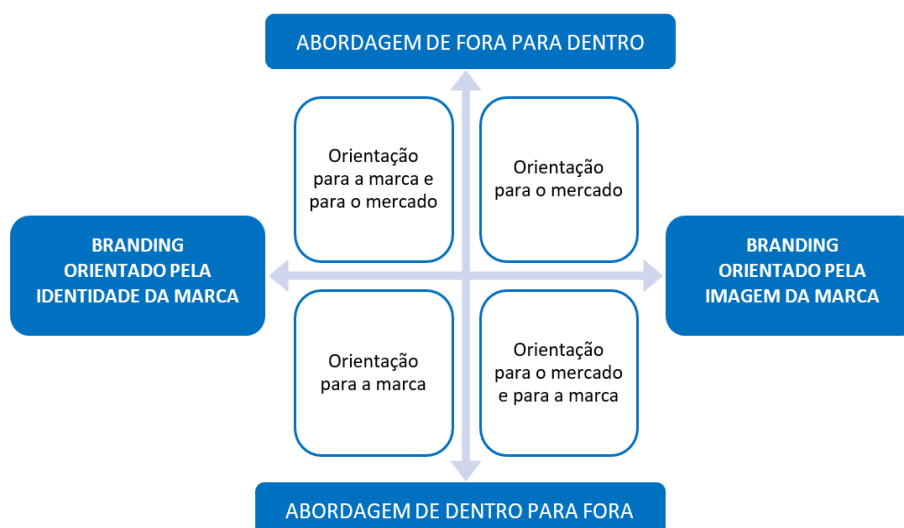 ABORDAGEM DE FORA PARA DENTRO
Orientação
para a marca e
para o mercado
Orientação
para o mercado
BRANDING
ORIENTADO PELA
IDENTIDADE DA MARCA
BRANDING
ORIENTADO PELA
IMAGEM DA MARCA
Orientação
para a marca
Orientação
para o mercado
e para a marca
ABORDAGEM DE DENTRO PARA FORA